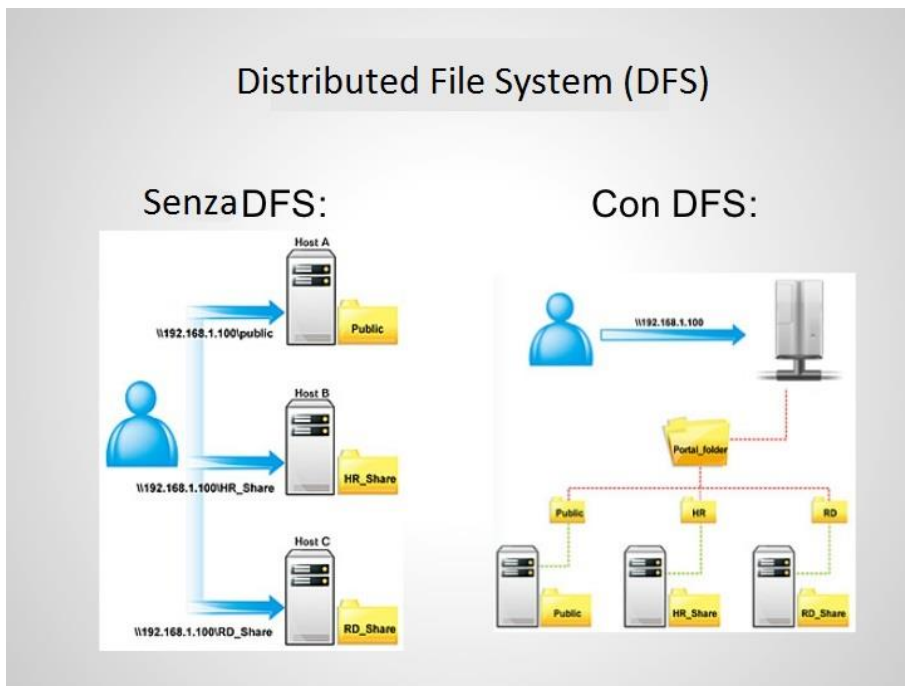 Distributed File System (DFS)
Senza DFS:
Host A
\\192.168.1.100\public
Public
Host B
\\192.168.1.100\HR_Share
HR_Share
Host C
\\192.168.1.100\RD_Share
RD_Share
Con DFS:
\\192.168.1.100
Portal_folder
Public
HR
RD
Public
HR_Share
RD_Share